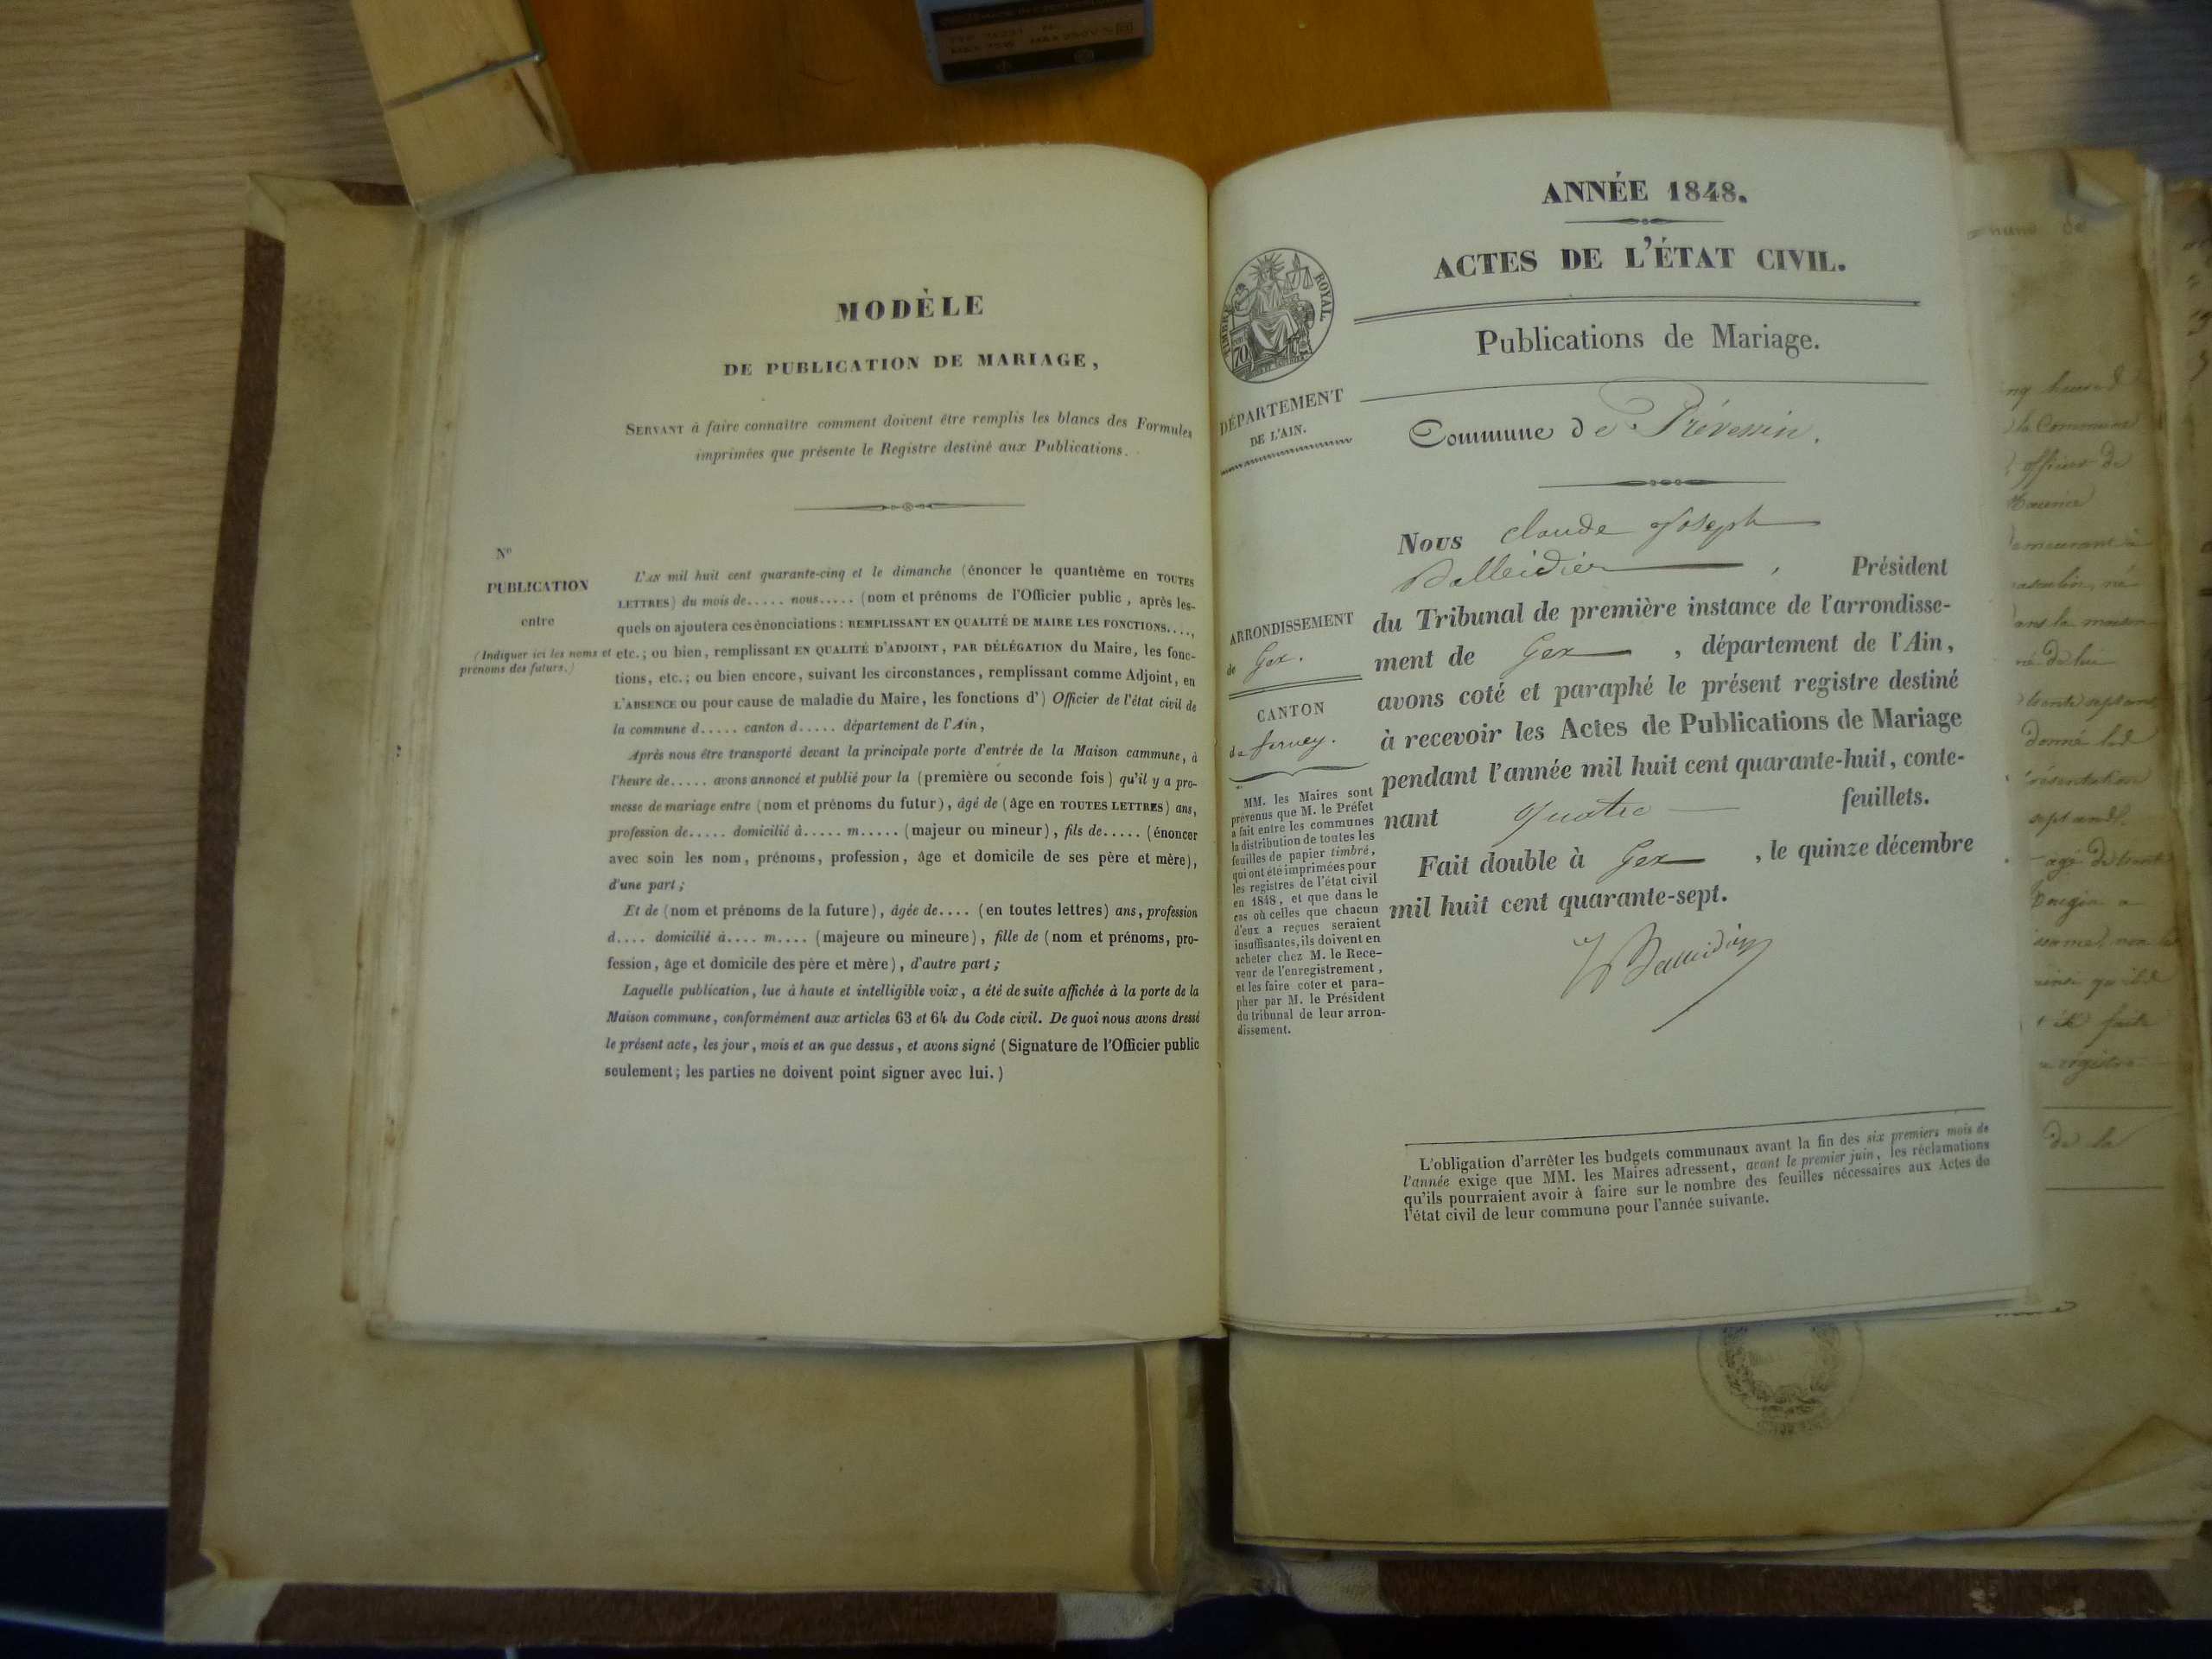 MODÈLE
DE PUBLICATION DE MARIAGE,
SERVANT à faire connaître comment doivent être remplis les blancs des Formules
imprimées que présente le Registre destiné aux Publications.
No
PUBLICATION
entre
(Indiquer ici les noms et
prénoms des futurs.)
L'AN mil huit cent quarante-cinq et le dimanche (énoncer le quantième en TOUTES
LETTRES) du mois de..... nous..... (nom et prénoms de l'Officier public, après les-
quels on ajoutera ces énonciations: REMPLISSANT EN QUALITÉ DE MAIRE LES FONCTIONS....,
etc.; ou bien, remplissant EN QUALITÉ D'ADJOINT, PAR DÉLÉGATION du Maire, les fonc-
tions, etc.; ou bien encore, suivant les circonstances, remplissant comme Adjoint, en
L'ABSENCE ou pour cause de maladie du Maire, les fonctions d') Officier de l'état civil de
la commune d..... canton d..... département de l'Ain,
Après nous être transporté devant la principale porte d'entrée de la Maison cammune, à
l'heure de..... avons annoncé et publié pour la (première ou seconde fois) qu'il y a pro-
messe de mariage entre (nom et prénoms du futur), âgé de (âge en TOUTES LETTRES) ans,
profession de..... domicilié à..... m..... (majeur ou mineur), fils de..... (énoncer
avec soin les nom, prénoms, profession, âge et domicile de ses père et mère),
d'une part;
Et de (nom et prénoms de la future), âgée de.... (en toutes lettres) ans, profession
d.... domicilié à.... m.... (majeure ou mineure), fille de (nom et prénoms, pro-
fession, âge et domicile des père et mère), d'autre part;
Laquelle publication, lue à haute et intelligible voix, a été de suite affichée à la porte de la
Maison commune, conformément aux articles 63 et 64 du Code civil. De quoi nous avons dressé
le présent acte, les jour, mois et an que dessus, et avons signé (Signature de l'Officier public
seulement; les parties ne doivent point signer avec lui.)
ANNÉE 1848.
ACTES DE L'ÉTAT CIVIL.
TIMBRE ROYAL
70
Publications de Mariage.
DÉPARTEMENT
DE L'AIN.
Commune de Prévessin.
ARRONDISSEMENT
de Gex.
CANTON
de ferney.
MM. les Maires sont
prévenus que M. le Préfet
a fait entre les communes
la distribution de toutes les
feuilles de papier timbré,
qui ont été imprimées pour
les registres de l'état civil
en 1848, et que dans le
cas où celles que chacun
d'eux a reçues seraient
insuffisantes, ils doivent en
acheter chez M. le Rece-
veur de l'enregistrement,
et les faire coter et para-
pher par M. le Président
du tribunal de leur arron-
dissement.
Nous claude Joseph
Balleidier, Président
du Tribunal de première instance de l'arrondisse-
ment de Gex, département de l'Ain,
avons coté et paraphé le présent registre destiné
à recevoir les Actes de Publications de Mariage
pendant l'année mil huit cent quarante-huit, conte-
nant quatre feuillets.
Fait double à Gex, le quinze décembre
mil huit cent quarante-sept.
L'obligation d'arrêter les budgets communaux avant la fin des six premiers mois de
l'année exige que MM. les Maires adressent, avant le premier juin, les réclamations
qu'ils pourraient avoir à faire sur le nombre des feuilles nécessaires aux Actes de
l'état civil de leur commune pour l'année suivante.
la Commune
officier de
dans la maison
trente sept ans
faite
registre
de la